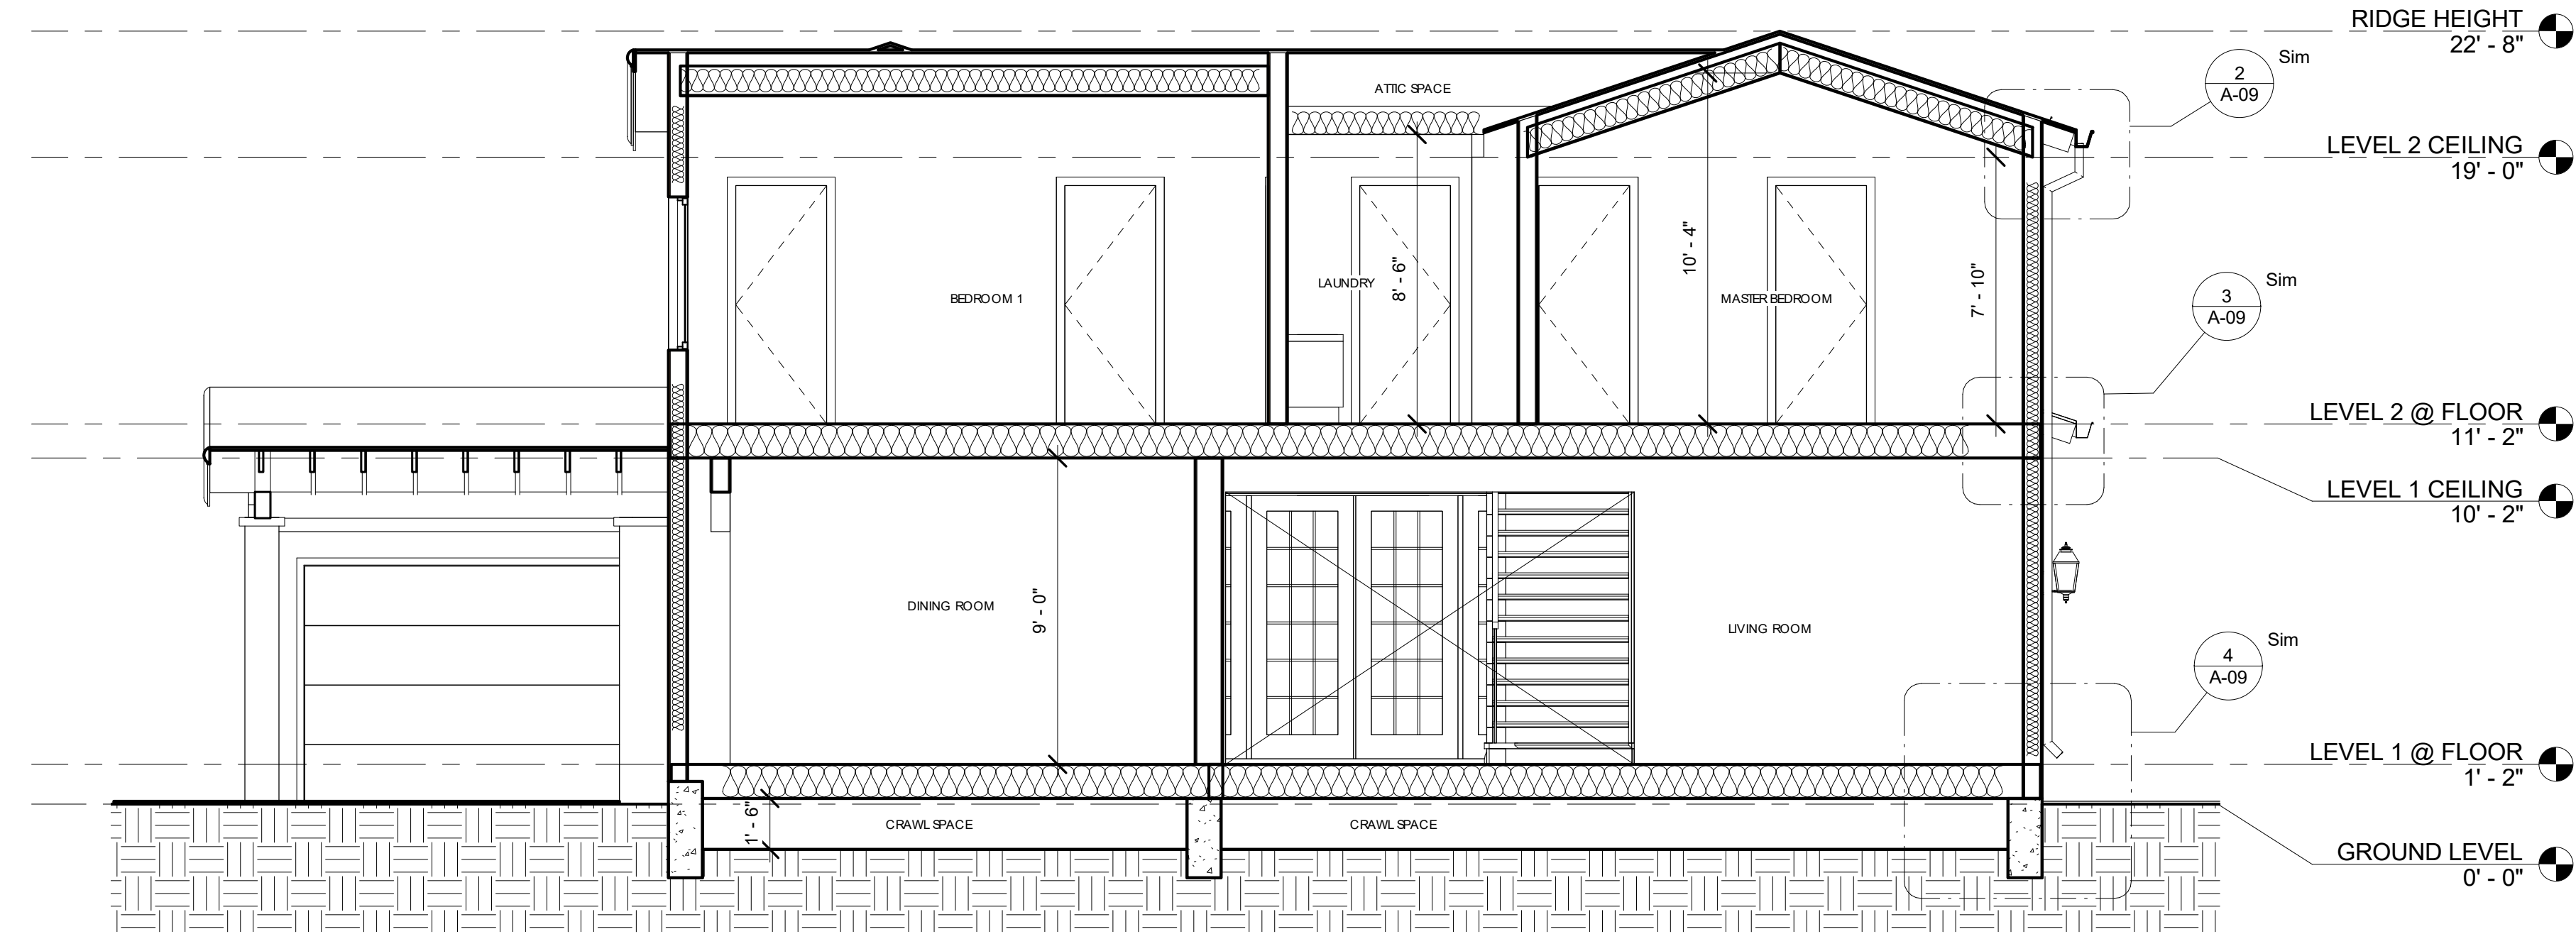 RIDGE HEIGHT
22' - 8"
Sim
2
A-09
ATTIC SPACE
LEVEL 2 CEILING
19' - 0"
10' - 4"
8' - 6"
7' - 10"
BEDROOM 1
LAUNDRY
MASTER BEDROOM
Sim
3
A-09
LEVEL 2 @ FLOOR
11' - 2"
LEVEL 1 CEILING
10' - 2"
DINING ROOM
9' - 0"
LIVING ROOM
Sim
4
A-09
LEVEL 1 @ FLOOR
1' - 2"
1' - 6"
CRAWL SPACE
CRAWL SPACE
GROUND LEVEL
0' - 0"